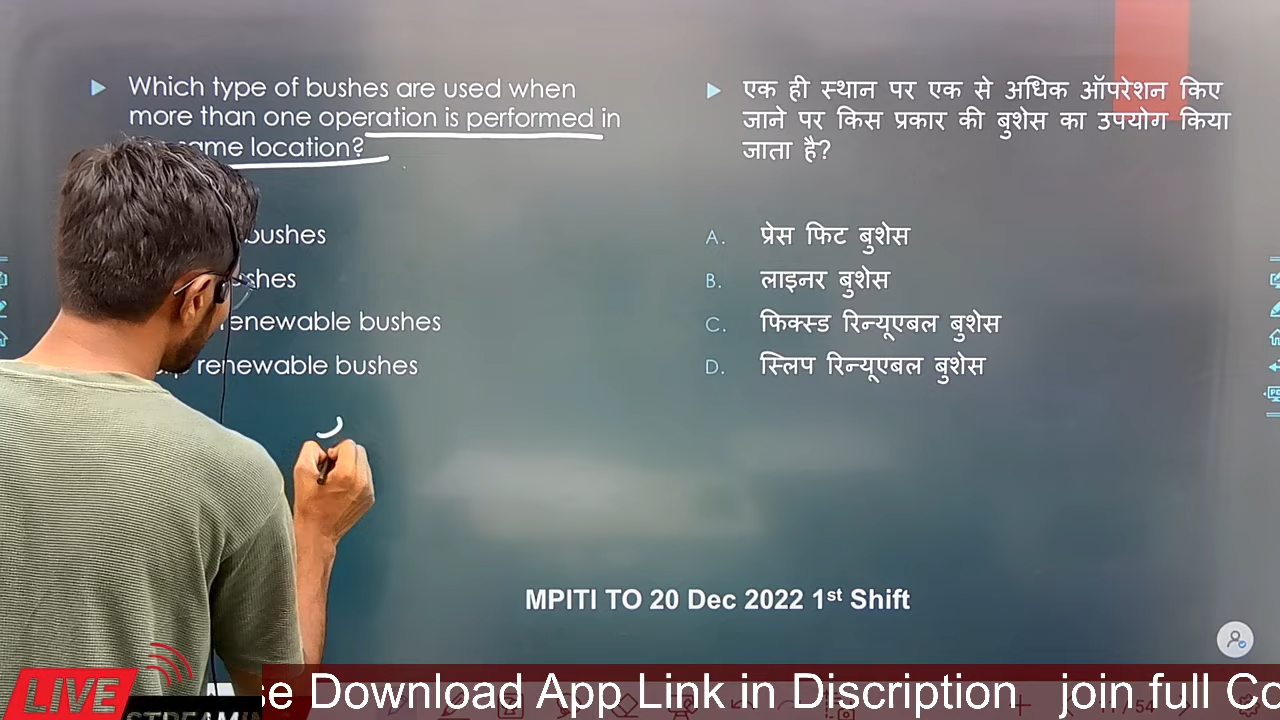 Which type of bushes are used when
more than one operation is performed in
same location?
bushes
renewable bushes
renewable bushes
एक ही स्थान पर एक से अधिक ऑपरेशन किए
जाने पर किस प्रकार की बुशेस का उपयोग किया
जाता है?
A. प्रेस फिट बुशेस
B. लाइनर बुशेस
C. फिक्स्ड रिन्यूएबल बुशेस
D. स्लिप रिन्यूएबल बुशेस
MPITI TO 20 Dec 2022 1st Shift
LIVE
Download App Link in Discription join full